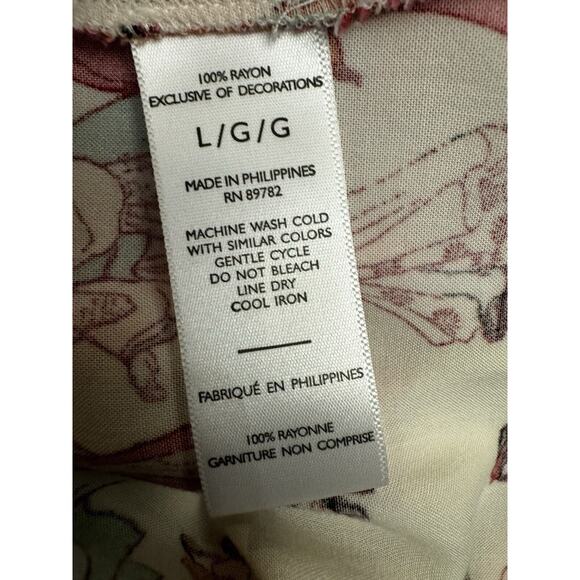 100% RAYON
EXCLUSIVE OF DECORATIONS
L/G/G
MADE IN PHILIPPINES
RN 89782
MACHINE WASH COLD
WITH SIMILAR COLORS
GENTLE CYCLE
DO NOT BLEACH
LINE DRY
COOL IRON
FABRIQUÉ EN PHILIPPINES
100% RAYONNE
GARNITURE NON COMPRISE